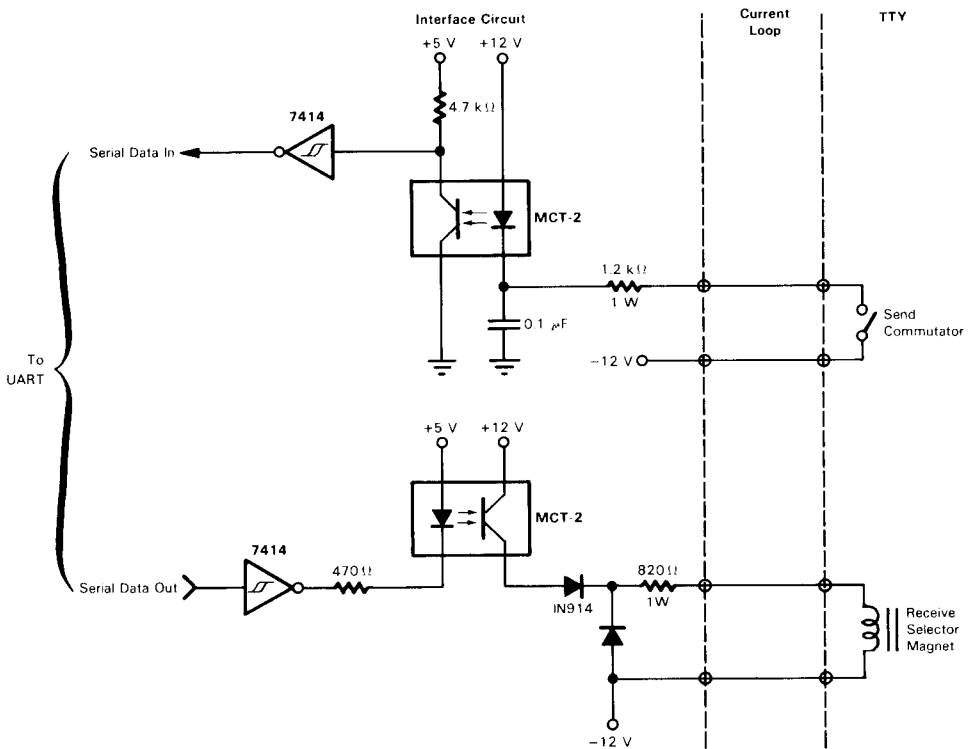 Interface Circuit
Current
Loop
TTY
+5 V
+12 V
4.7 kΩ
7414
Serial Data In
MCT-2
1.2 kΩ
1 W
0.1 μF
Send
Commutator
−12 V
To
UART
+5 V
+12 V
MCT-2
7414
470Ω
Serial Data Out
820Ω
1W
IN914
Receive
Selector
Magnet
−12 V